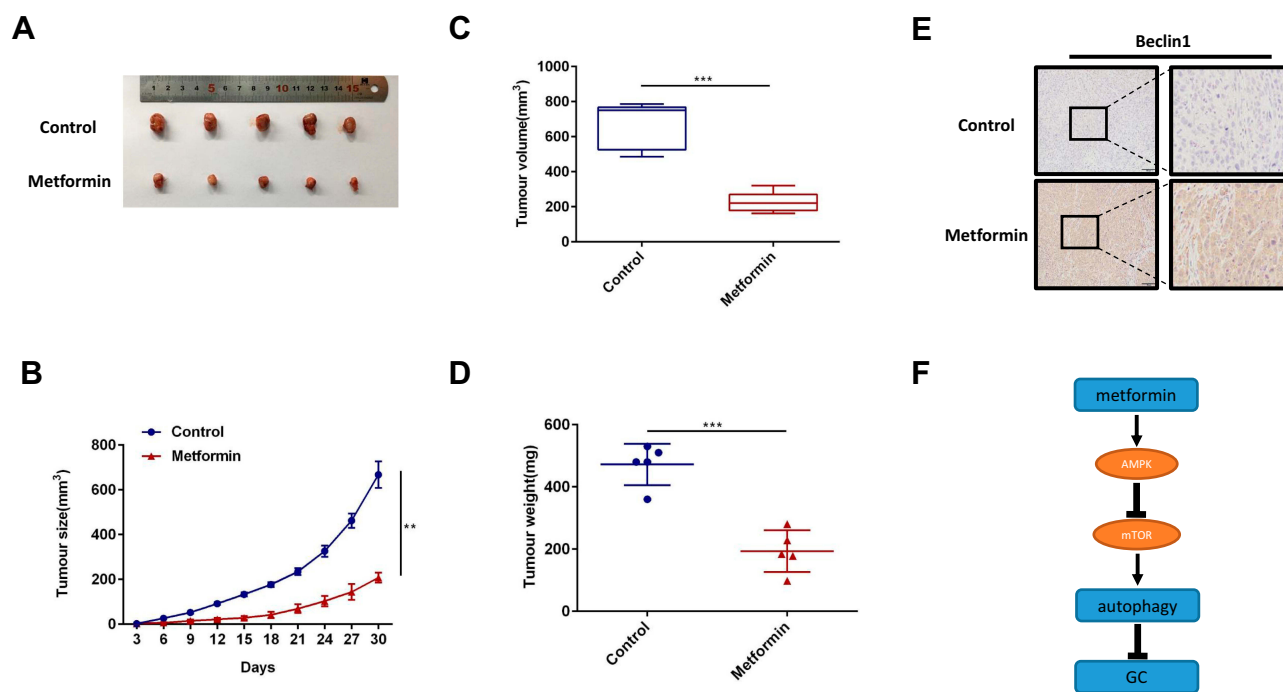 A
1 2 3 4 5 6 7 8 9 10 11 12 13 14 15
Control
Metformin
B
Control
Metformin
Tumour size(mm³)
800
600
400
200
0
**
3 6 9 12 15 18 21 24 27 30
Days
C
Tumour volume(mm³)
1000
800
600
400
200
0
***
Control
Metformin
D
Tumour weight(mg)
600
400
200
0
***
Control
Metformin
E
Beclin1
Control
Metformin
F
metformin
AMPK
mTOR
autophagy
GC